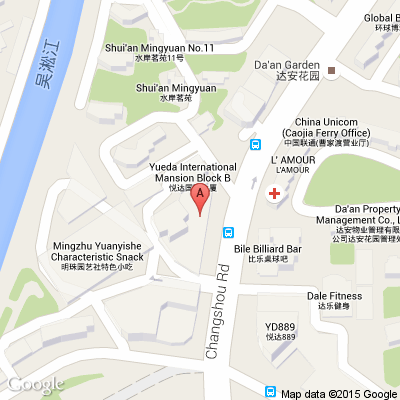 吴淞江
Shui'an Mingyuan No.11
水岸茗苑11号
Global B
环球博
Da'an Garden
达安花园
Shui'an Mingyuan
水岸茗苑
China Unicom
(Caojia Ferry Office)
中国联通(曹家渡营业厅)
Yueda International
Mansion Block B
悦达国 厦
A
L' AMOUR
L'AMOUR
Da'an Property
Management Co., L
达安物业管理有
公司达安花园管理处
Mingzhu Yuanyishe
Characteristic Snack
明珠园艺社特色小吃
Bile Billiard Bar
比乐桌球吧
Changshou Rd
Dale Fitness
达乐健身
YD889
悦达889
Google
Map data ©2015 Google